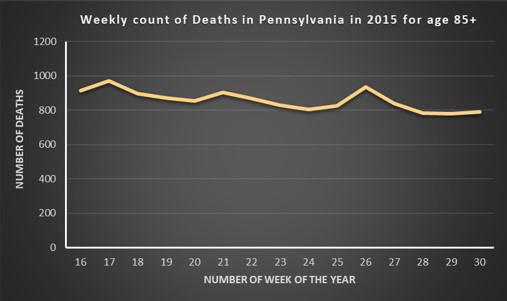 Weekly count of Deaths in Pennsylvania in 2015 for age 85+
1200
1000
800
600
400
200
0
NUMBER OF DEATHS
16 17 18 19 20 21 22 23 24 25 26 27 28 29 30
NUMBER OF WEEK OF THE YEAR